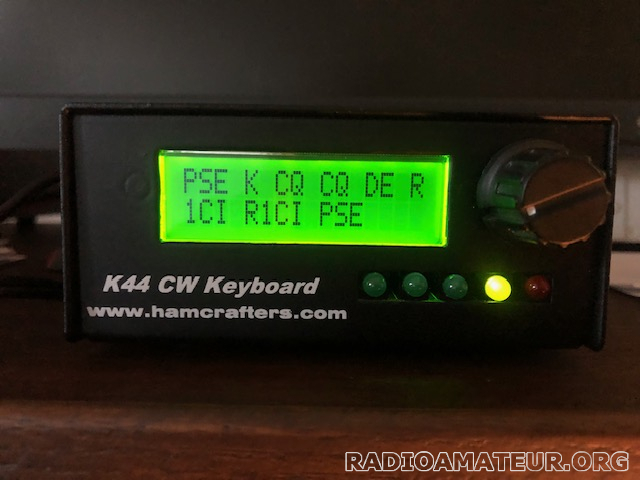 PSE K CQ CQ DE R
1CI R1CI PSE
K44 CW Keyboard
www.hamcrafters.com
RADIOAMATEUR.ORG